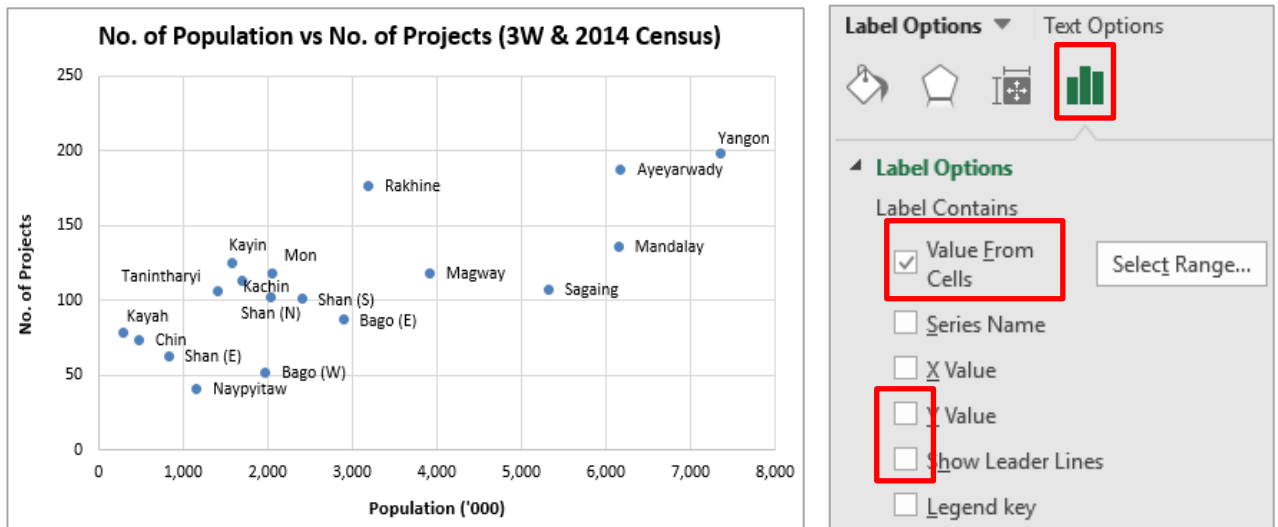 No. of Population vs No. of Projects (3W & 2014 Census)
250
200
150
100
50
0
No. of Projects
Yangon
Ayeyarwady
Rakhine
Kayin
Mon
Mandalay
Tanintharyi
Kachin
Magway
Sagaing
Shan (N)
Shan (S)
Kayah
Bago (E)
Chin
Shan (E)
Bago (W)
Naypyitaw
0 1,000 2,000 3,000 4,000 5,000 6,000 7,000 8,000
Population ('000)
Label Options Text Options
Label Options
Label Contains
Value From
Cells
Select Range...
Series Name
X Value
Y Value
Show Leader Lines
Legend key